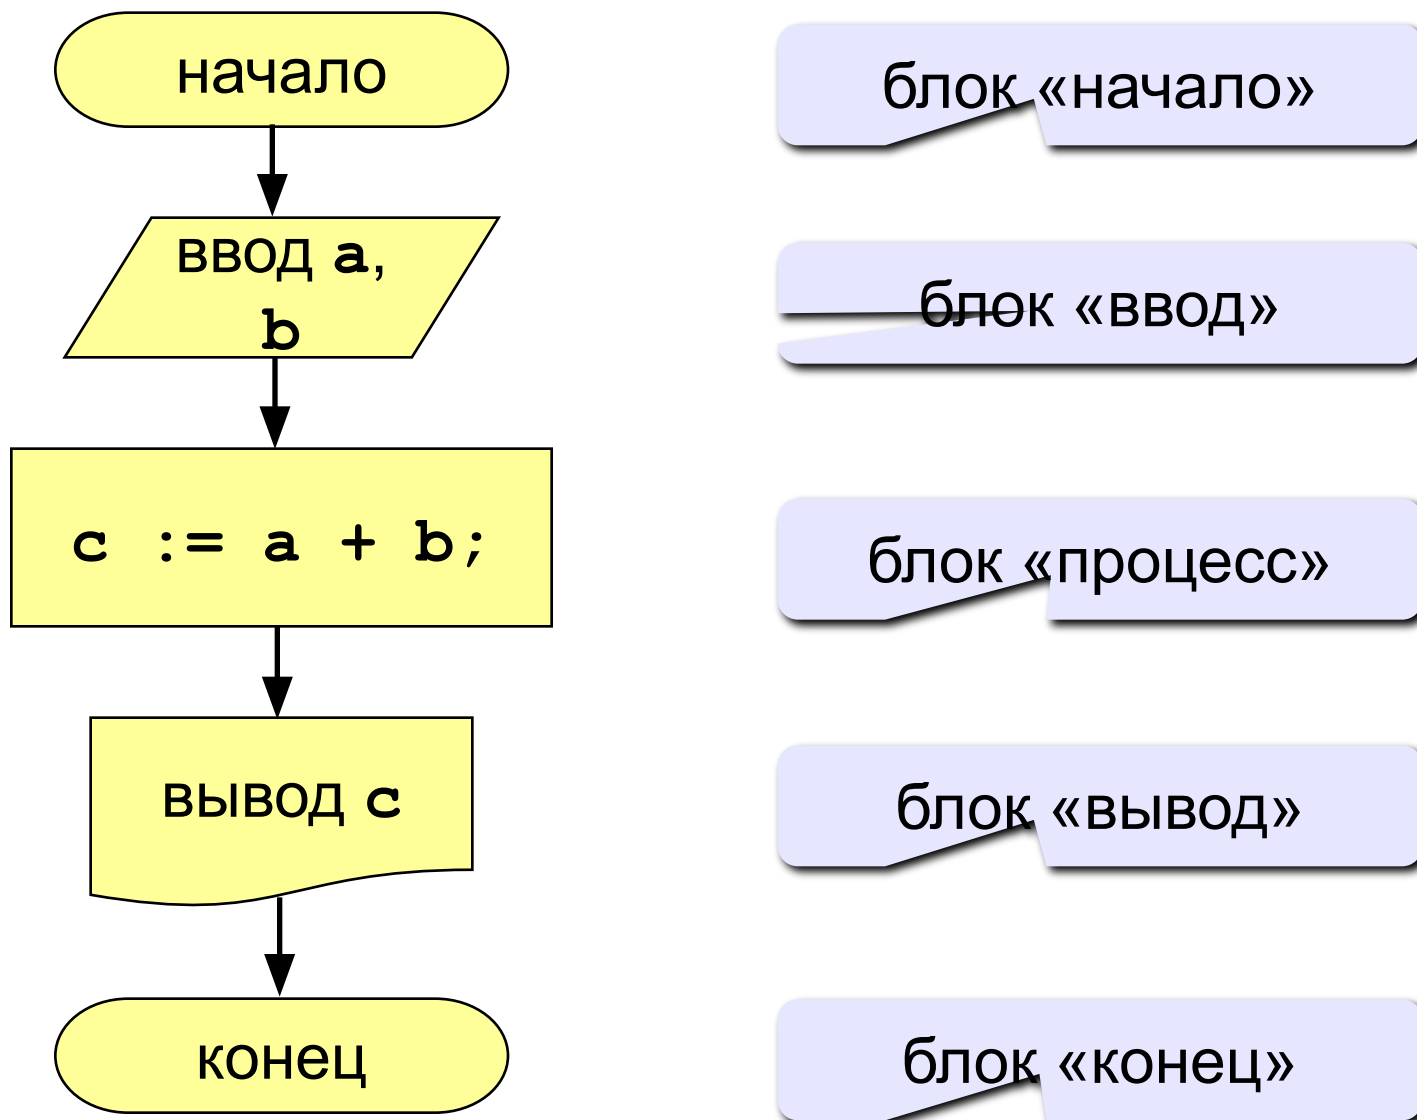 начало
блок «начало»
ввод a,
b
блок «ввод»
c := a + b;
блок «процесс»
вывод c
блок «вывод»
конец
блок «конец»